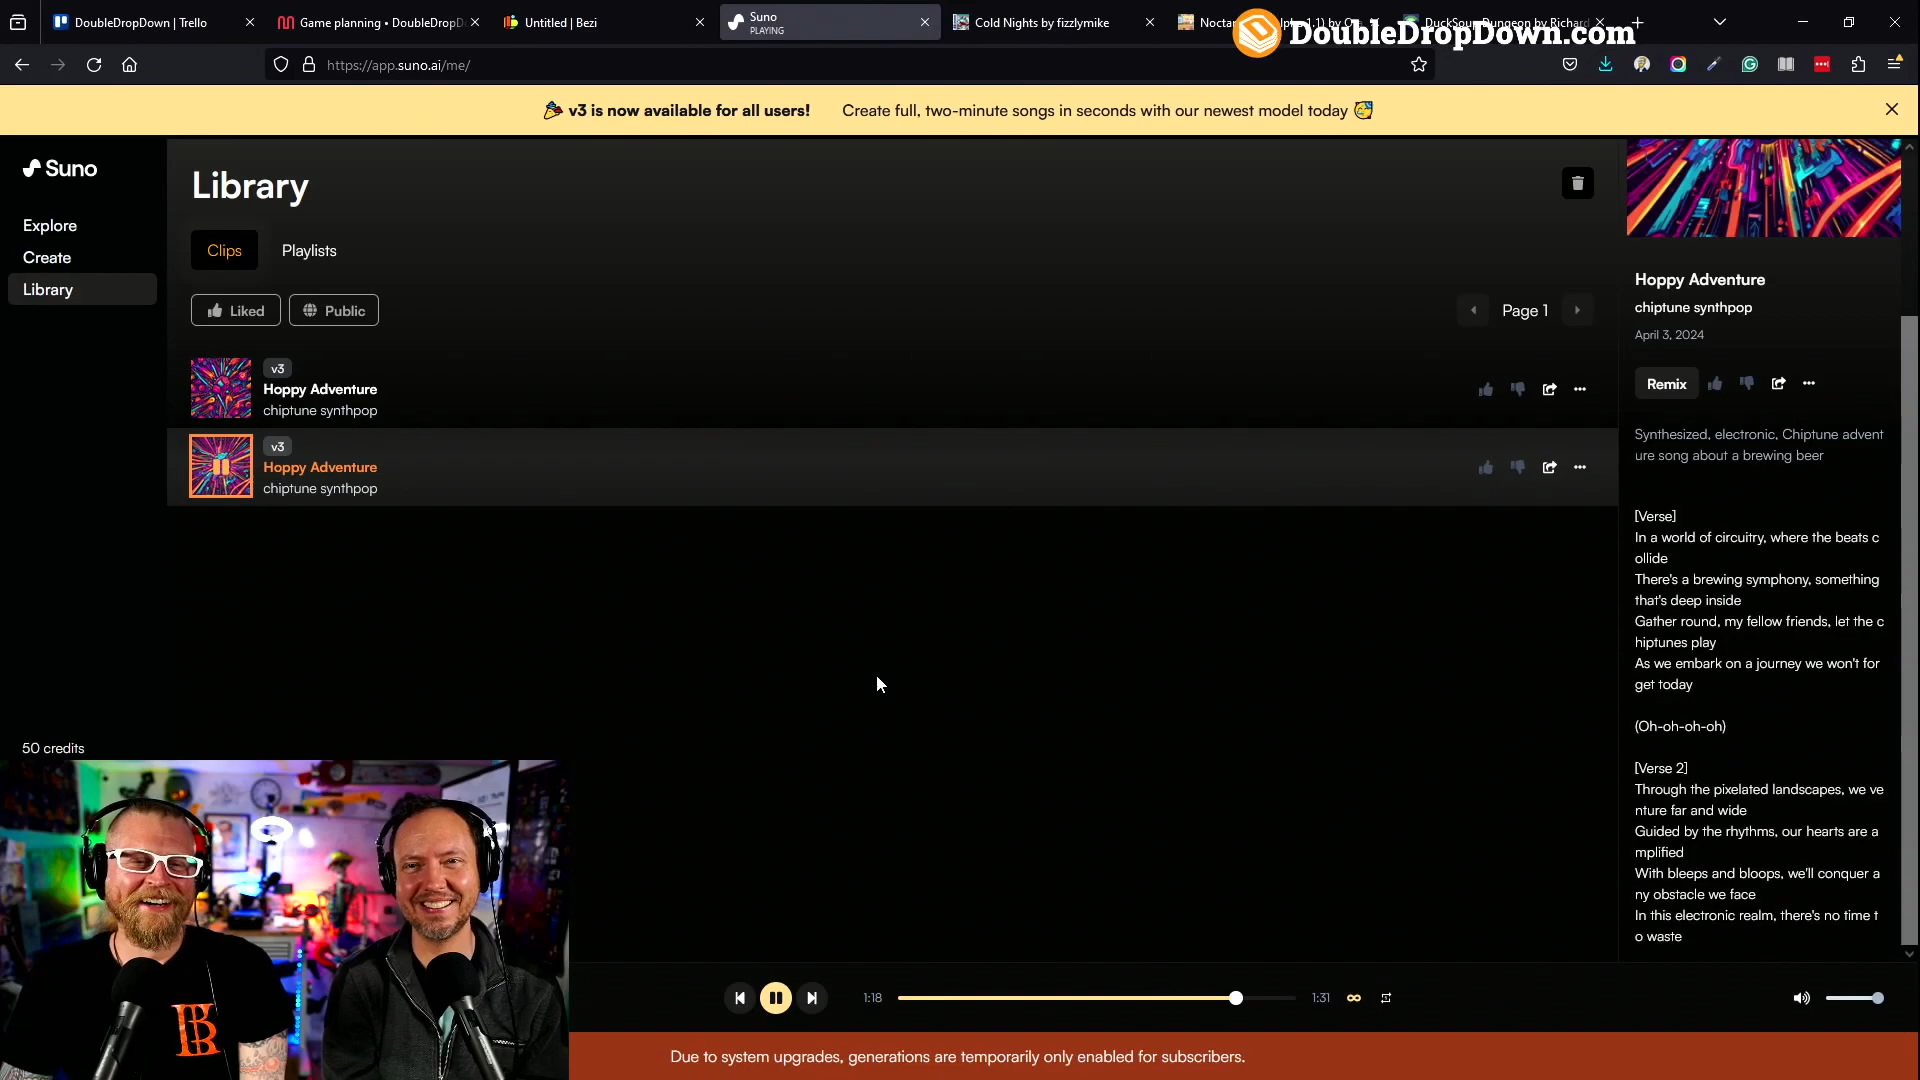 DoubleDropDown | Trello
Game planning • DoubleDropD
Untitled | Bezi
Suno
PLAYING
Cold Nights by fizzlymike
DuckSoup Dungeon by Richard
DoubleDropDown.com
https://app.suno.ai/me/
v3 is now available for all users! Create full, two-minute songs in seconds with our newest model today
Suno
Explore
Create
Library
50 credits
Library
Clips
Playlists
Liked
Public
Page 1
v3
Hoppy Adventure
chiptune synthpop
v3
Hoppy Adventure
chiptune synthpop
Hoppy Adventure
chiptune synthpop
April 3, 2024
Remix
Synthesized, electronic, Chiptune advent
ure song about a brewing beer
[Verse]
In a world of circuitry, where the beats c
ollide
There's a brewing symphony, something
that's deep inside
Gather round, my fellow friends, let the c
hiptunes play
As we embark on a journey we won't for
get today
(Oh-oh-oh-oh)
[Verse 2]
Through the pixelated landscapes, we ve
nture far and wide
Guided by the rhythms, our hearts are a
mplified
With bleeps and bloops, we'll conquer a
ny obstacle we face
In this electronic realm, there's no time t
o waste
1:18
1:31
Due to system upgrades, generations are temporarily only enabled for subscribers.